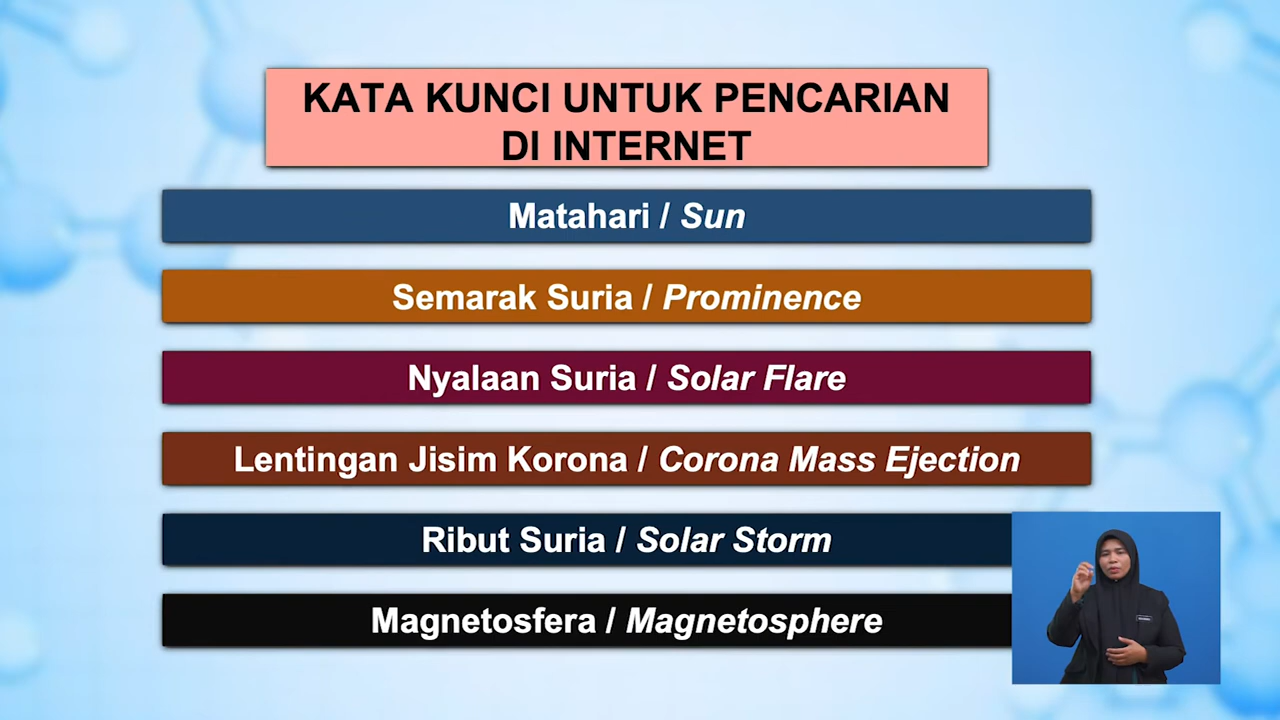 KATA KUNCI UNTUK PENCARIAN
DI INTERNET
Matahari / Sun
Semarak Suria / Prominence
Nyalaan Suria / Solar Flare
Lentingan Jisim Korona / Corona Mass Ejection
Ribut Suria / Solar Storm
Magnetosfera / Magnetosphere